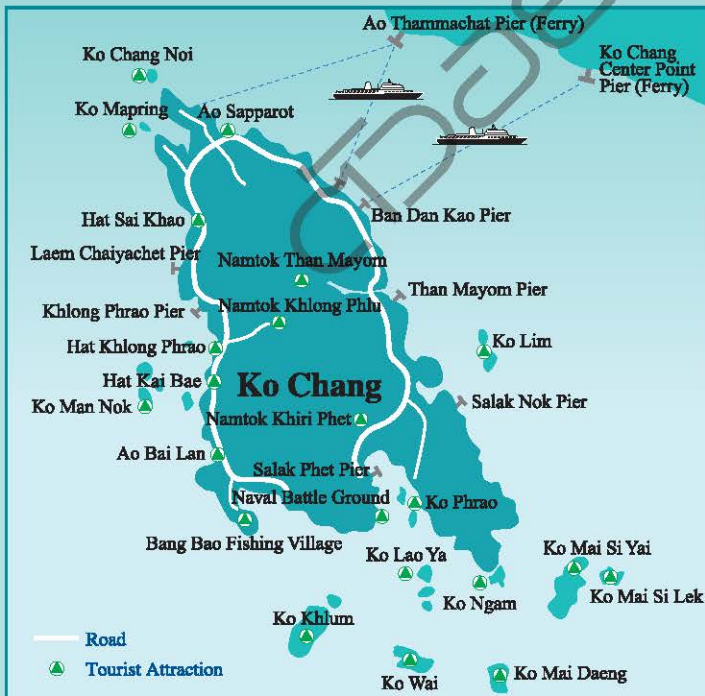 Ao Thammachat Pier (Ferry)
Ko Chang
Center Point
Pier (Ferry)
Ko Chang Noi
Ko Mapring
Ao Sapparot
Hat Sai Khao
Ban Dan Kao Pier
Laem Chaiyachet Pier
Namtok Than Mayom
Than Mayom Pier
Khlong Phrao Pier
Namtok Khlong Phlu
Hat Khlong Phrao
Ko Lim
Hat Kai Bae
Ko Chang
Ko Man Nok
Salak Nok Pier
Namtok Khiri Phet
Ao Bai Lan
Salak Phet Pier
Naval Battle Ground
Ko Phrao
Bang Bao Fishing Village
Ko Lao Ya
Ko Mai Si Yai
Ko Ngam
Ko Mai Si Lek
Ko Khlum
Ko Wai
Ko Mai Daeng
Road
Tourist Attraction